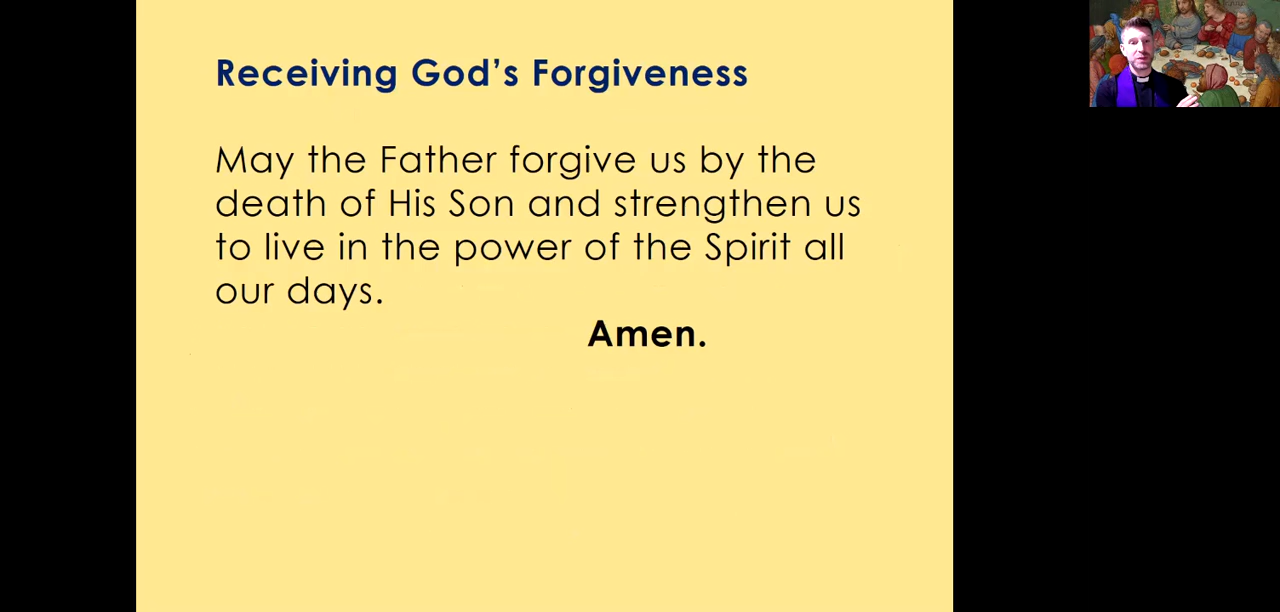 Receiving God’s Forgiveness
May the Father forgive us by the
death of His Son and strengthen us
to live in the power of the Spirit all
our days.
Amen.